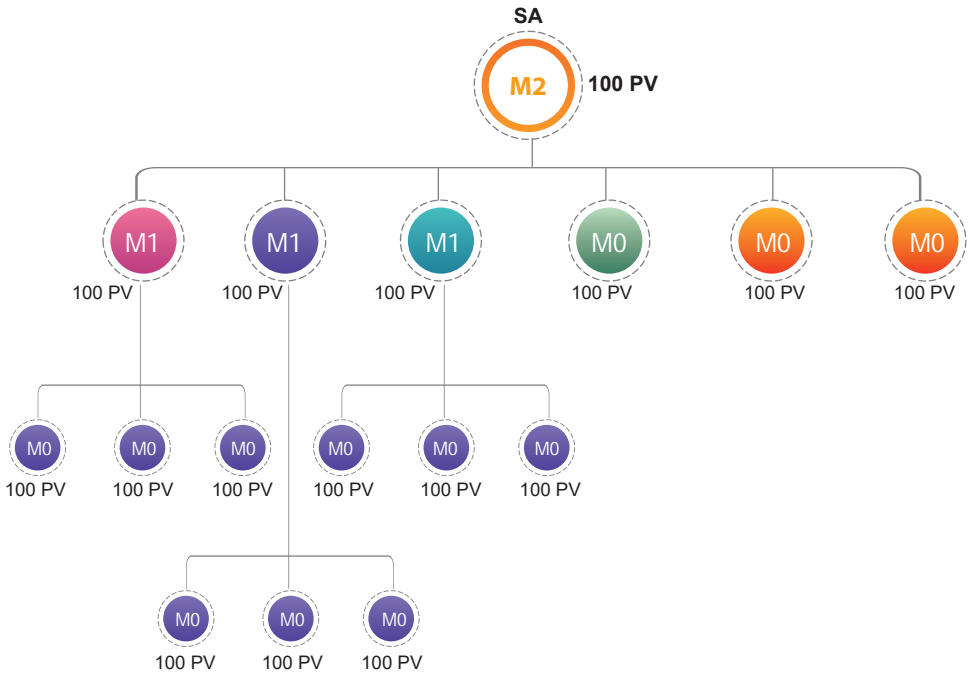 SA
M2 100 PV
M1 M1 M1 M0 M0 M0
100 PV 100 PV 100 PV 100 PV 100 PV 100 PV
M0 M0 M0 M0 M0 M0
100 PV 100 PV 100 PV 100 PV 100 PV 100 PV
M0 M0 M0
100 PV 100 PV 100 PV